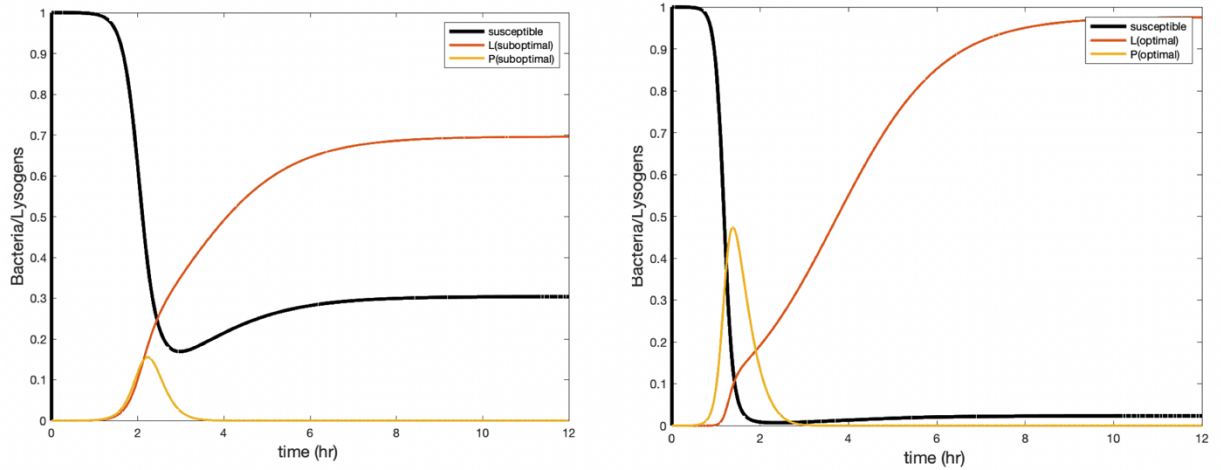 1
0.9
0.8
0.7
0.6
0.5
0.4
0.3
0.2
0.1
0
Bacteria/Lysogens
0 2 4 6 8 10 12
time (hr)
susceptible
L(suboptimal)
P(suboptimal)
1
0.9
0.8
0.7
0.6
0.5
0.4
0.3
0.2
0.1
0
Bacteria/Lysogens
0 2 4 6 8 10 12
time (hr)
susceptible
L(optimal)
P(optimal)